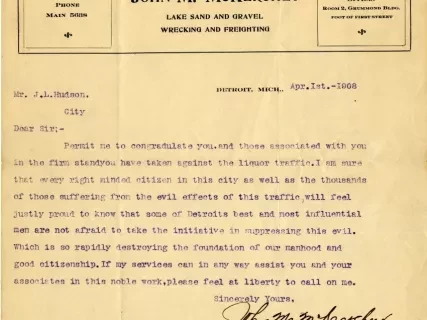 PHONE
MAIN 5638
LAKE SAND AND GRAVEL
WRECKING AND FREIGHTING
ROOM 2, GRUMMOND BLDG.
FOOT OF FIRST STREET
DETROIT, MICH., Apr.1st.-1908
Mr. J.L.Hudson.
City
Dear Sir;-
Permit me to congradulate you.and those associated with you
in the firm standyou have taken against the liquor traffic.I am sure
that every right minded citizen in this city as well as the thousands
of those suffering from the evil effects of this traffic,will feel
justly proud to know that some of Detroits best and most influential
men are not afraid to take the initiative in suppressing this evil.
Which is so rapidly destroying the foundation of our manhood and
good citizenship.If my services can in any way assist you and your
associates in this noble work,please feel at liberty to call on me.
Sincerely Yours,